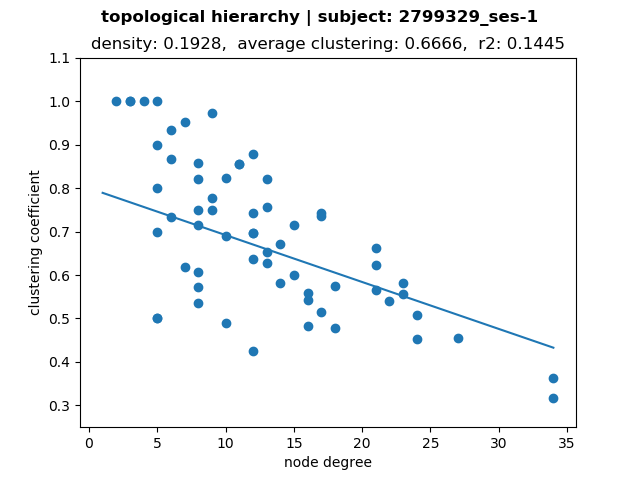 topological hierarchy | subject: 2799329_ses-1
density: 0.1928,  average clustering: 0.6666,  r2: 0.1445
1.1
1.0
0.9
0.8
0.7
0.6
0.5
0.4
0.3
clustering coefficient
0 5 10 15 20 25 30 35
node degree